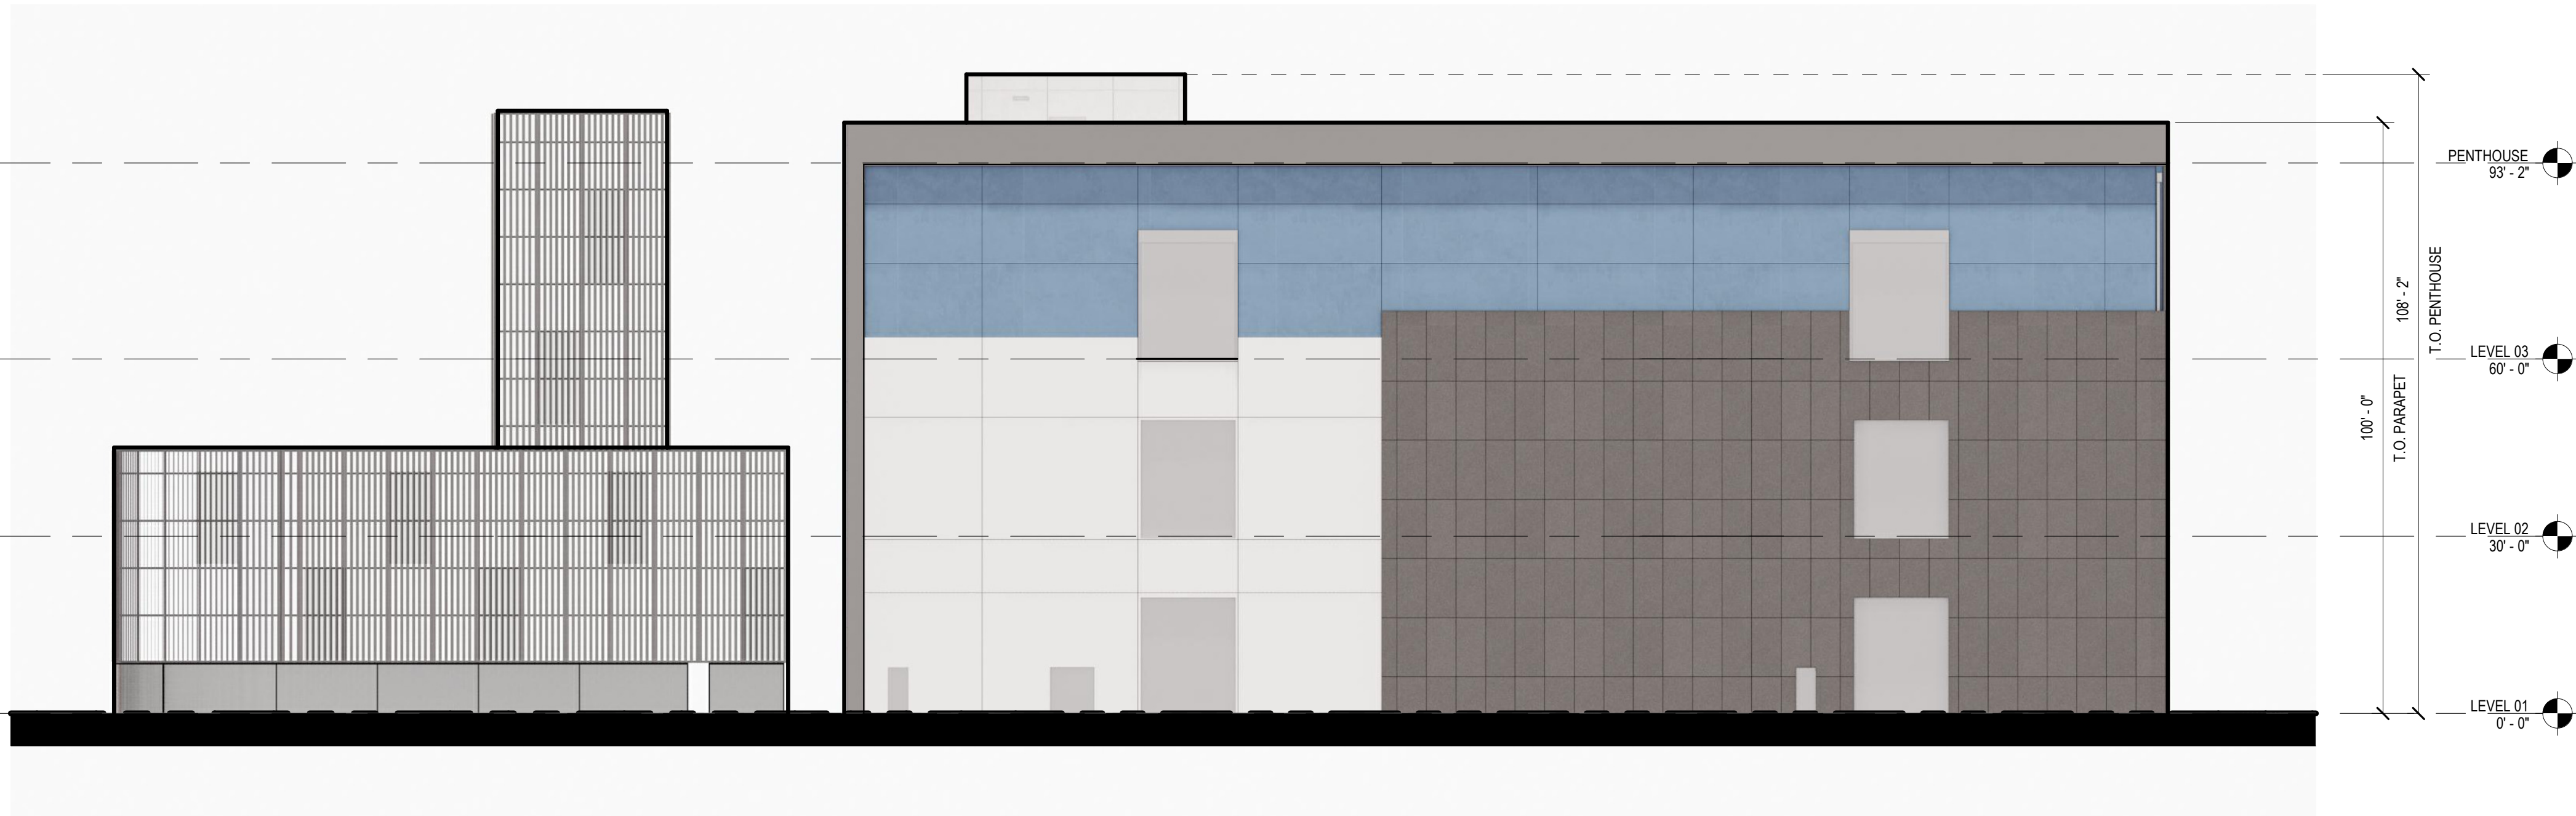 PENTHOUSE
93' - 2"
108' - 2"
T.O. PENTHOUSE
LEVEL 03
60' - 0"
100' - 0"
T.O. PARAPET
LEVEL 02
30' - 0"
LEVEL 01
0' - 0"